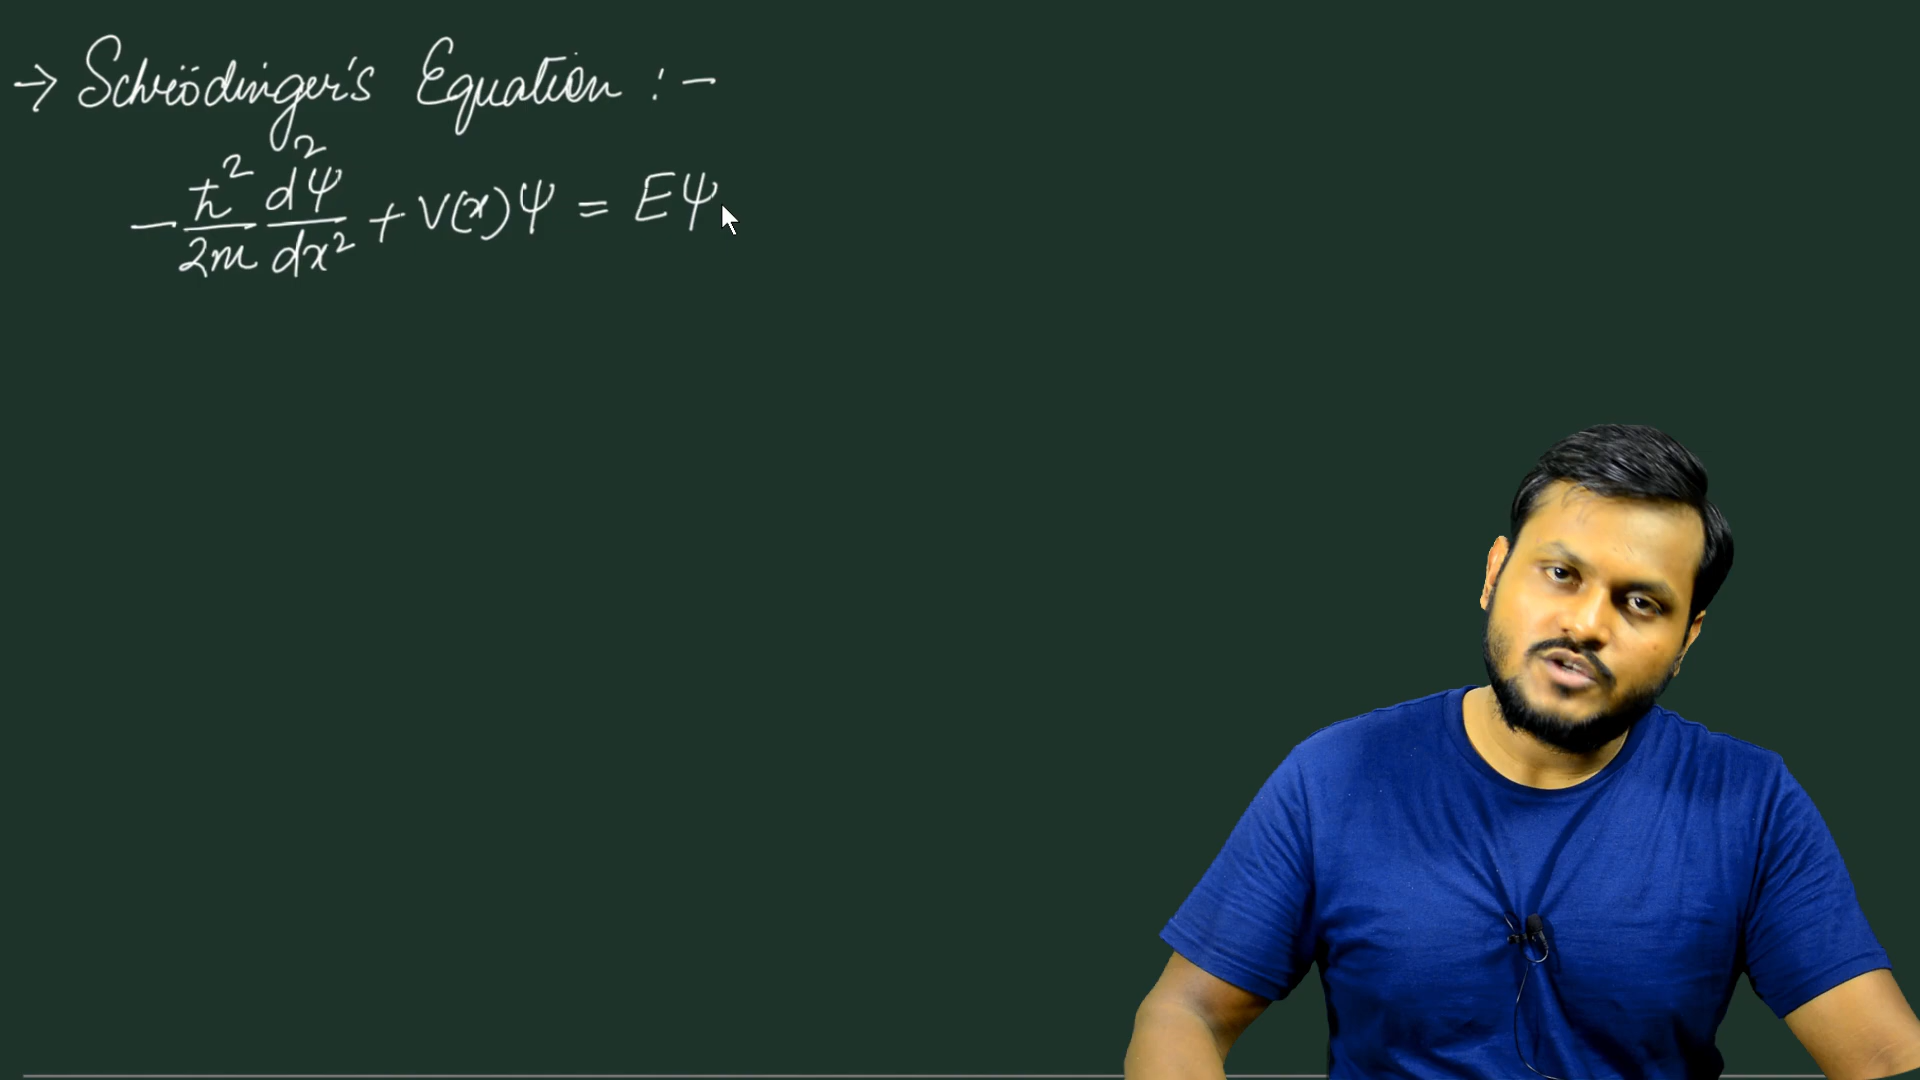 → Schrödinger's Equation :-
-ħ²/2m d²ψ/dx² + V(x)ψ = Eψ